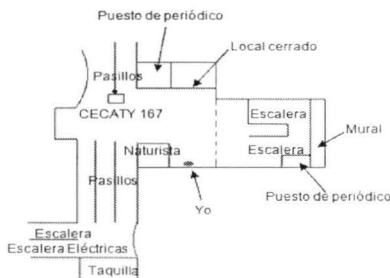 Puesto de periódico
Local cerrado
Pasillos
CECATY 167
Escalera
Mural
Naturista
Escalera
Pasillos
Puesto de periódico
Yo
Escalera
Escalera Eléctricas
Taquilla